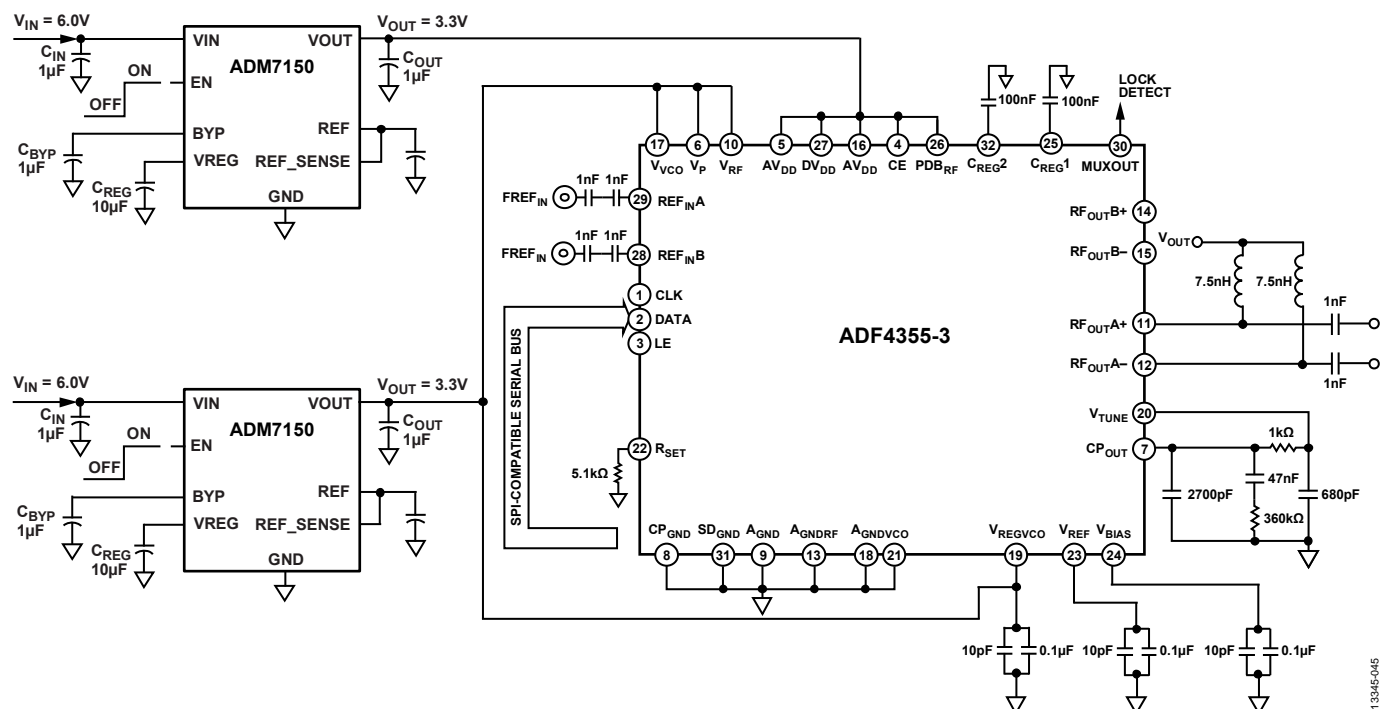 VIN = 6.0V
CIN
1µF
ON
OFF
CBYP
1µF
CREG
10µF
VIN
VOUT
ADM7150
EN
BYP
REF
VREG
REF_SENSE
GND
VOUT = 3.3V
COUT
1µF
VIN = 6.0V
CIN
1µF
ON
OFF
CBYP
1µF
CREG
10µF
VIN
VOUT
ADM7150
EN
BYP
REF
VREG
REF_SENSE
GND
VOUT = 3.3V
COUT
1µF
100nF
100nF
LOCK
DETECT
17
6
10
5
27
16
4
26
32
25
30
VVCO
VP
VRF
AVDD
DVDD
AVDD
CE
PDBRF
CREG2
CREG1
MUXOUT
FREFIN
1nF
1nF
29
REFINA
FREFIN
1nF
1nF
28
REFINB
1
CLK
2
DATA
3
LE
SPI-COMPATIBLE SERIAL BUS
22
RSET
5.1kΩ
ADF4355-3
RFOUTB+
14
RFOUTB–
15
VOUT
7.5nH
7.5nH
RFOUTA+
11
1nF
RFOUTA–
12
1nF
VTUNE
20
CPOUT
7
1kΩ
2700pF
47nF
360kΩ
680pF
CPGND
SDGND
AGND
AGNDRF
AGNDVCO
VREGVCO
VREF
VBIAS
8
31
9
13
18
21
19
23
24
10pF
0.1µF
10pF
0.1µF
10pF
0.1µF
13345-045